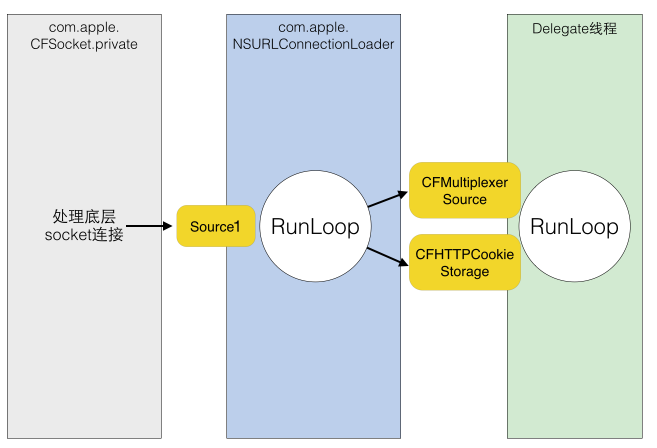 com.apple.
CFSocket.private
com.apple.
NSURLConnectionLoader
Delegate线程
处理底层
socket连接
Source1
RunLoop
CFMultiplexer
Source
CFHTTPCookie
Storage
RunLoop